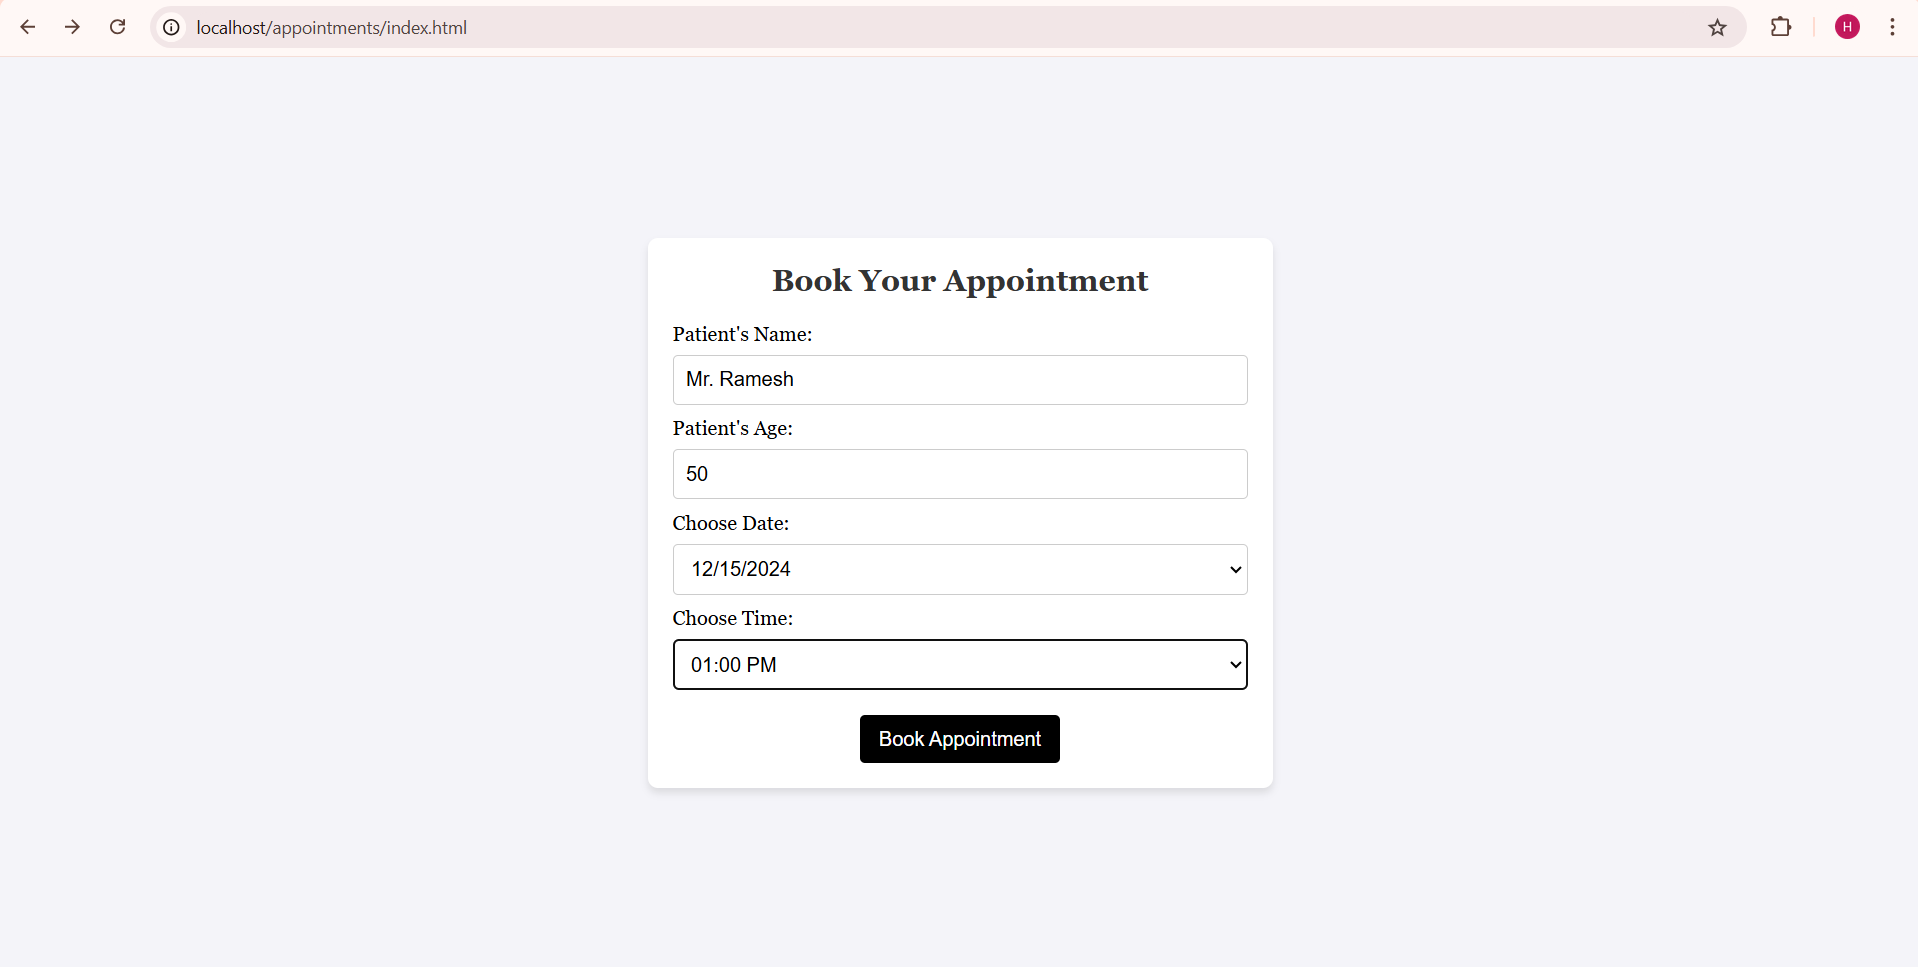 localhost/appointments/index.html
H
Book Your Appointment
Patient's Name:
Mr. Ramesh
Patient's Age:
50
Choose Date:
12/15/2024
Choose Time:
01:00 PM
Book Appointment